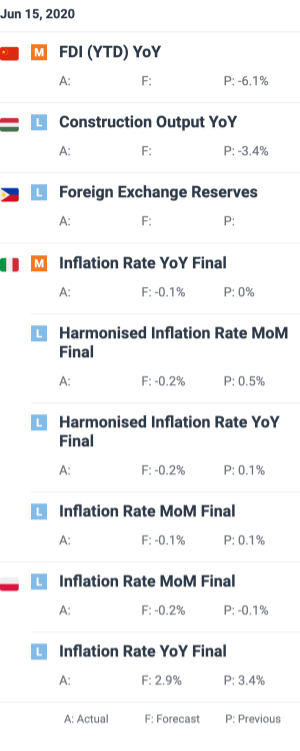 Jun 15, 2020
M FDI (YTD) YoY
A: F: P: -6.1%
L Construction Output YoY
A: F: P: -3.4%
L Foreign Exchange Reserves
A: F: P:
M Inflation Rate YoY Final
A: F: -0.1% P: 0%
L Harmonised Inflation Rate MoM
Final
A: F: -0.2% P: 0.5%
L Harmonised Inflation Rate YoY
Final
A: F: -0.2% P: 0.1%
L Inflation Rate MoM Final
A: F: -0.1% P: 0.1%
L Inflation Rate MoM Final
A: F: -0.2% P: -0.1%
L Inflation Rate YoY Final
A: F: 2.9% P: 3.4%
A: Actual F: Forecast P: Previous